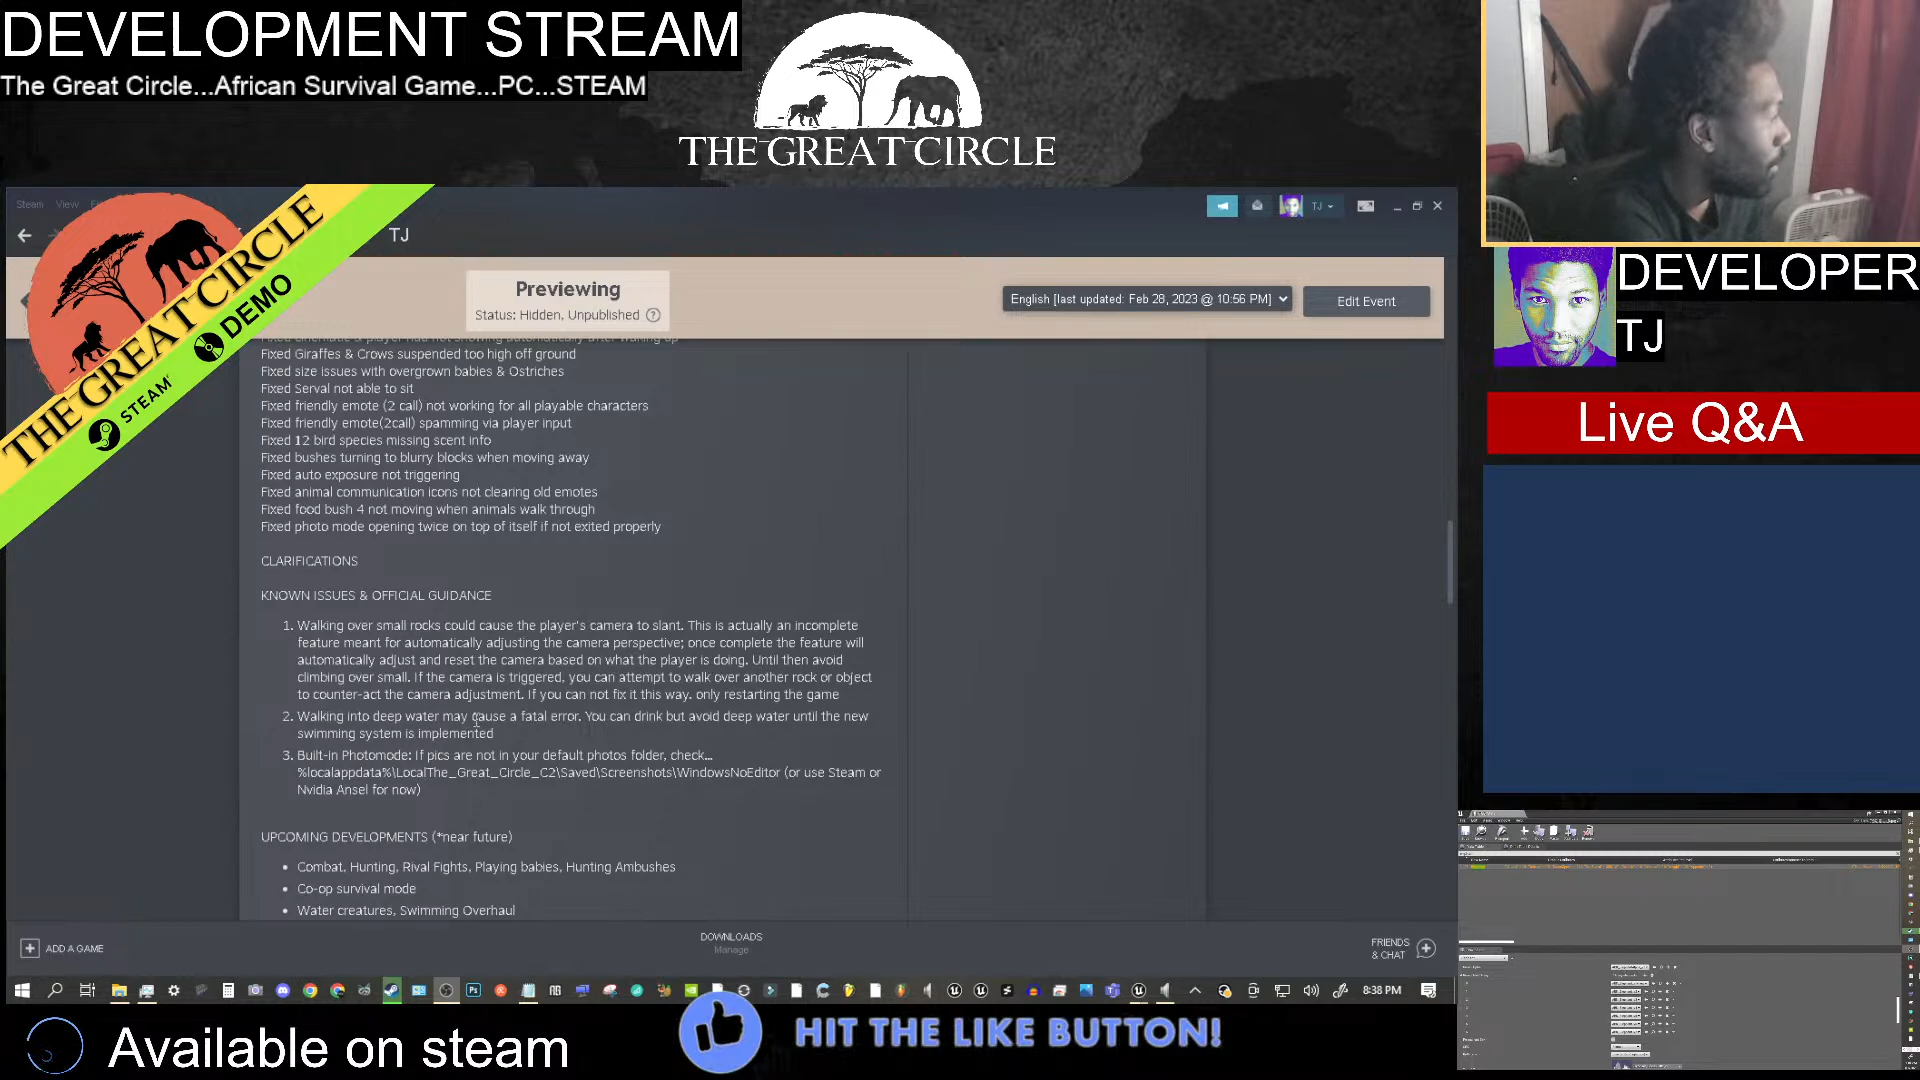 DEVELOPMENT STREAM
The Great Circle...African Survival Game...PC...STEAM
THE GREAT CIRCLE
DEVELOPER
TJ
Live Q&A
Steam
View
TJ
TJ
THE GREAT CIRCLE
DEMO
STEAM
Previewing
Status: Hidden, Unpublished
English [last updated: Feb 28, 2023 @ 10:56 PM]
Edit Event
Fixed Giraffes & Crows suspended too high off ground
Fixed size issues with overgrown babies & Ostriches
Fixed Serval not able to sit
Fixed friendly emote (2 call) not working for all playable characters
Fixed friendly emote(2call) spamming via player input
Fixed 12 bird species missing scent info
Fixed bushes turning to blurry blocks when moving away
Fixed auto exposure not triggering
Fixed animal communication icons not clearing old emotes
Fixed food bush 4 not moving when animals walk through
Fixed photo mode opening twice on top of itself if not exited properly
CLARIFICATIONS
KNOWN ISSUES & OFFICIAL GUIDANCE
1. Walking over small rocks could cause the player's camera to slant. This is actually an incomplete
feature meant for automatically adjusting the camera perspective; once complete the feature will
automatically adjust and reset the camera based on what the player is doing. Until then avoid
climbing over small. If the camera is triggered, you can attempt to walk over another rock or object
to counter-act the camera adjustment. If you can not fix it this way. only restarting the game
2. Walking into deep water may cause a fatal error. You can drink but avoid deep water until the new
swimming system is implemented
3. Built-in Photomode: If pics are not in your default photos folder, check...
%localappdata%\LocalThe_Great_Circle_C2\Saved\Screenshots\WindowsNoEditor (or use Steam or
Nvidia Ansel for now)
UPCOMING DEVELOPMENTS (*near future)
• Combat, Hunting, Rival Fights, Playing babies, Hunting Ambushes
• Co-op survival mode
• Water creatures, Swimming Overhaul
ADD A GAME
DOWNLOADS
Manage
FRIENDS
& CHAT
8:38 PM
Available on steam
HIT THE LIKE BUTTON!